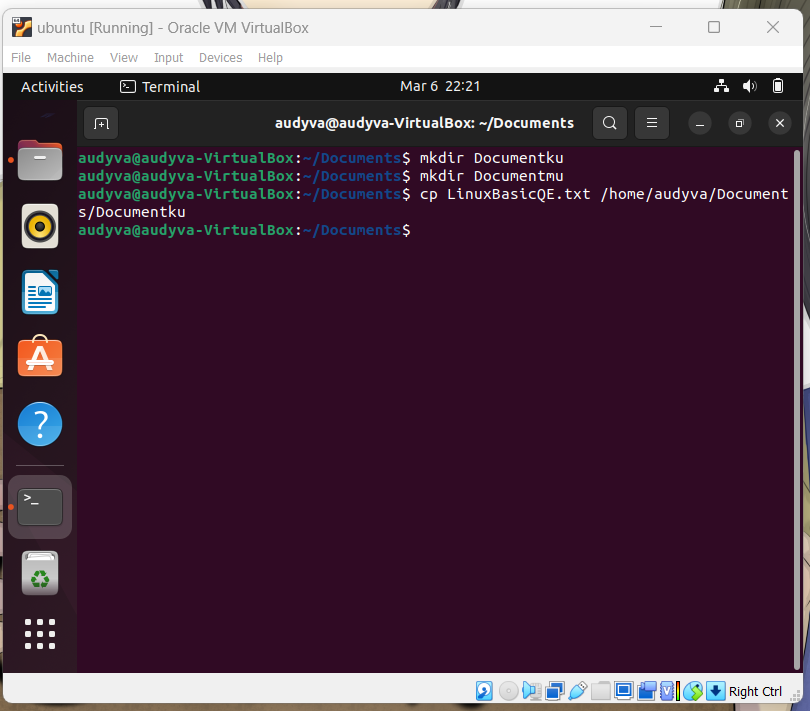 ubuntu [Running] - Oracle VM VirtualBox
File Machine View Input Devices Help
Activities Terminal Mar 6 22:21
audyva@audyva-VirtualBox: ~/Documents
audyva@audyva-VirtualBox:~/Documents$ mkdir Documentku
audyva@audyva-VirtualBox:~/Documents$ mkdir Documentmu
audyva@audyva-VirtualBox:~/Documents$ cp LinuxBasicQE.txt /home/audyva/Document
s/Documentku
audyva@audyva-VirtualBox:~/Documents$
Right Ctrl